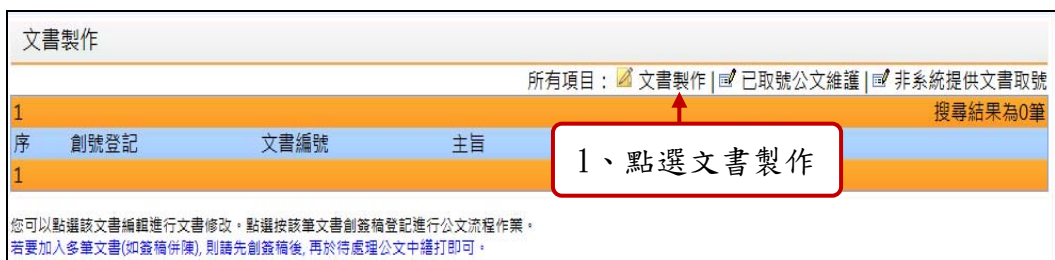 文書製作
所有項目： 文書製作| 已取號公文維護| 非系統提供文書取號
1 搜尋結果為0筆
序 創號登記 文書編號 主旨
1、點選文書製作
1
您可以點選該文書編輯進行文書修改。點選按該筆文書創簽稿登記進行公文流程作業。
若要加入多筆文書(如簽稿併陳), 則請先創簽稿後, 再於待處理公文中繕打即可。